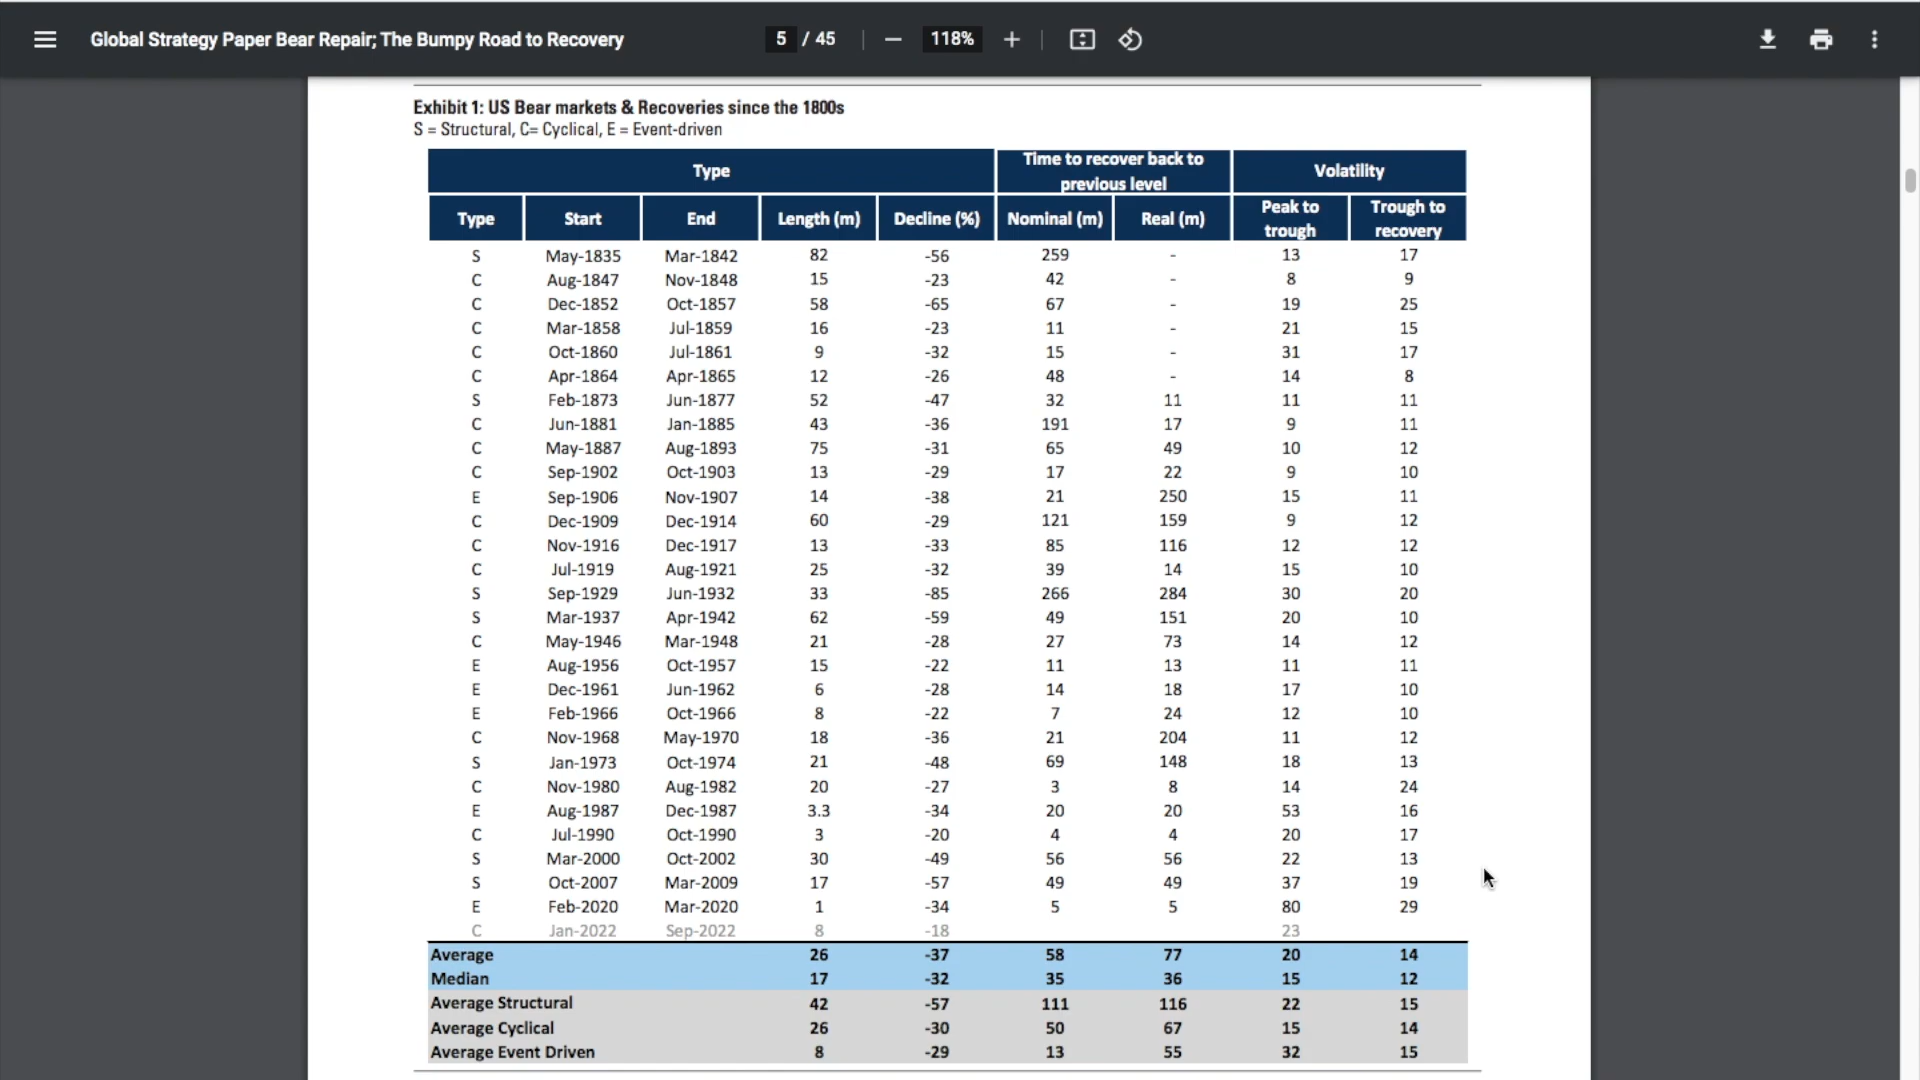 Global Strategy Paper Bear Repair; The Bumpy Road to Recovery 5 / 45 118%
Exhibit 1: US Bear markets & Recoveries since the 1800s
S = Structural, C= Cyclical, E = Event-driven
Type Time to recover back to previous level Volatility
Type Start End Length (m) Decline (%) Nominal (m) Real (m) Peak to trough Trough to recovery
S May-1835 Mar-1842 82 -56 259 - 13 17
C Aug-1847 Nov-1848 15 -23 42 - 8 9
C Dec-1852 Oct-1857 58 -65 67 - 19 25
C Mar-1858 Jul-1859 16 -23 11 - 21 15
C Oct-1860 Jul-1861 9 -32 15 - 31 17
C Apr-1864 Apr-1865 12 -26 48 - 14 8
S Feb-1873 Jun-1877 52 -47 32 11 11 11
C Jun-1881 Jan-1885 43 -36 191 17 9 11
C May-1887 Aug-1893 75 -31 65 49 10 12
C Sep-1902 Oct-1903 13 -29 17 22 9 10
E Sep-1906 Nov-1907 14 -38 21 250 15 11
C Dec-1909 Dec-1914 60 -29 121 159 9 12
C Nov-1916 Dec-1917 13 -33 85 116 12 12
C Jul-1919 Aug-1921 25 -32 39 14 15 10
S Sep-1929 Jun-1932 33 -85 266 284 30 20
S Mar-1937 Apr-1942 62 -59 49 151 20 10
C May-1946 Mar-1948 21 -28 27 73 14 12
E Aug-1956 Oct-1957 15 -22 11 13 11 11
E Dec-1961 Jun-1962 6 -28 14 18 17 10
E Feb-1966 Oct-1966 8 -22 7 24 12 10
C Nov-1968 May-1970 18 -36 21 204 11 12
S Jan-1973 Oct-1974 21 -48 69 148 18 13
C Nov-1980 Aug-1982 20 -27 3 8 14 24
E Aug-1987 Dec-1987 3.3 -34 20 20 53 16
C Jul-1990 Oct-1990 3 -20 4 4 20 17
S Mar-2000 Oct-2002 30 -49 56 56 22 13
S Oct-2007 Mar-2009 17 -57 49 49 37 19
E Feb-2020 Mar-2020 1 -34 5 5 80 29
C Jan-2022 Sep-2022 8 -18 23
Average 26 -37 58 77 20 14
Median 17 -32 35 36 15 12
Average Structural 42 -57 111 116 22 15
Average Cyclical 26 -30 50 67 15 14
Average Event Driven 8 -29 13 55 32 15